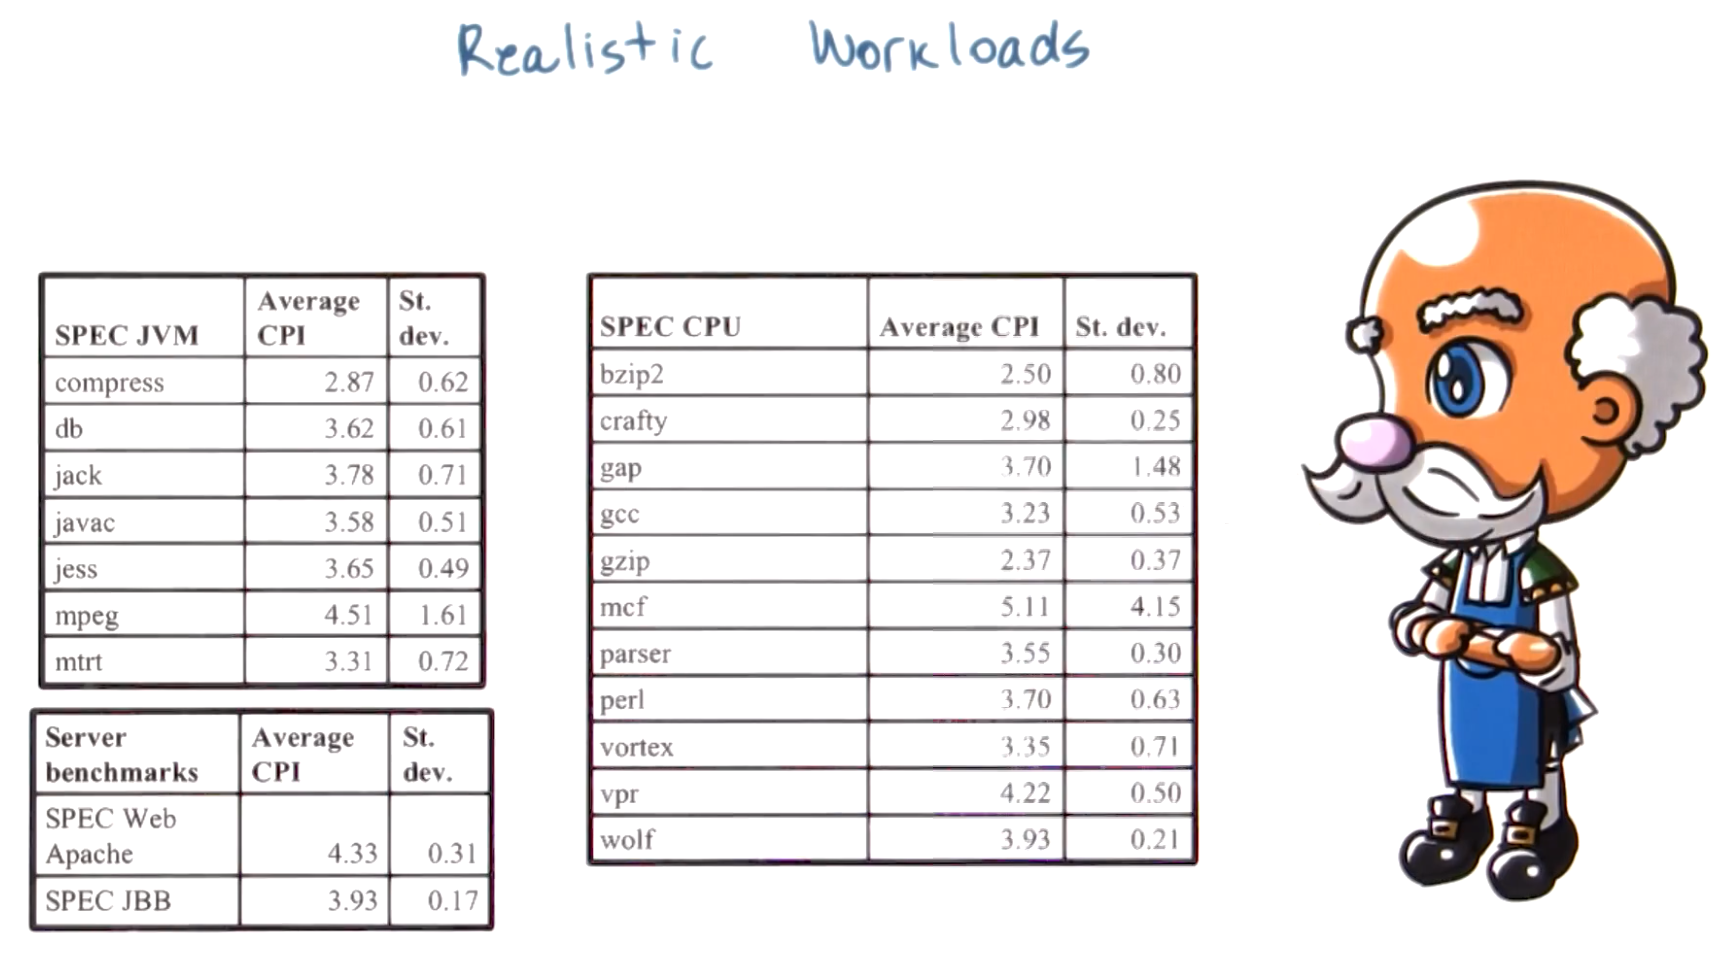 Realistic Workloads
SPEC JVM Average CPI St. dev.
compress 2.87 0.62
db 3.62 0.61
jack 3.78 0.71
javac 3.58 0.51
jess 3.65 0.49
mpeg 4.51 1.61
mtrt 3.31 0.72
Server benchmarks Average CPI St. dev.
SPEC Web Apache 4.33 0.31
SPEC JBB 3.93 0.17
SPEC CPU Average CPI St. dev.
bzip2 2.50 0.80
crafty 2.98 0.25
gap 3.70 1.48
gcc 3.23 0.53
gzip 2.37 0.37
mcf 5.11 4.15
parser 3.55 0.30
perl 3.70 0.63
vortex 3.35 0.71
vpr 4.22 0.50
wolf 3.93 0.21